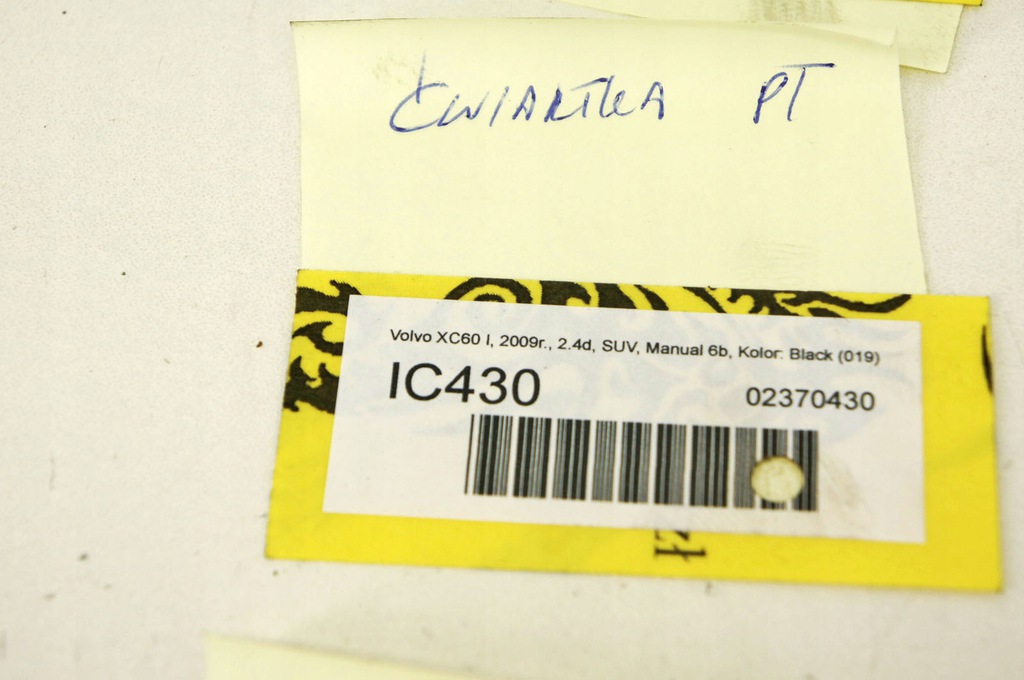 ĆWIARTKA PT
Volvo XC60 I, 2009r., 2.4d, SUV, Manual 6b, Kolor: Black (019)
IC430 02370430